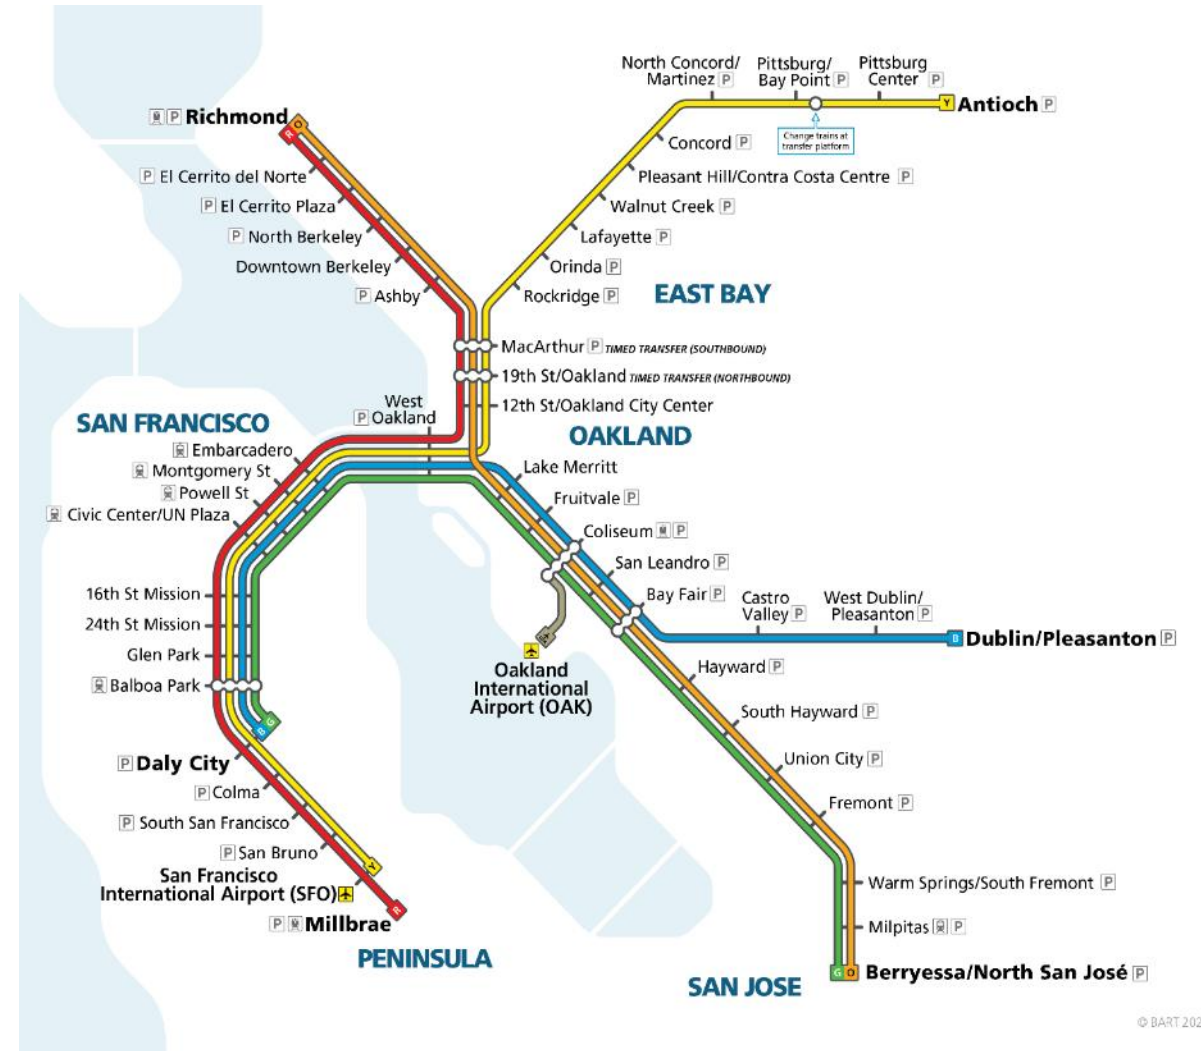 North Concord/
Martinez P
Pittsburg/
Bay Point P
Pittsburg
Center P
P Richmond
R
O
Y Antioch P
Change trains at
transfer platform
Concord P
P El Cerrito del Norte
Pleasant Hill/Contra Costa Centre P
P El Cerrito Plaza
Walnut Creek P
P North Berkeley
Lafayette P
Downtown Berkeley
Orinda P
P Ashby
Rockridge P
EAST BAY
MacArthur P TIMED TRANSFER (SOUTHBOUND)
19th St/Oakland TIMED TRANSFER (NORTHBOUND)
12th St/Oakland City Center
West
P Oakland
SAN FRANCISCO
OAKLAND
Embarcadero
Montgomery St
Powell St
Civic Center/UN Plaza
Lake Merritt
Fruitvale P
Coliseum P
San Leandro P
Bay Fair P
Castro
Valley P
West Dublin/
Pleasanton P
B Dublin/Pleasanton P
16th St Mission
24th St Mission
Glen Park
Balboa Park
B
G
Oakland
International
Airport (OAK)
Hayward P
South Hayward P
Union City P
Fremont P
P Daly City
P Colma
P South San Francisco
P San Bruno
Y
San Francisco
International Airport (SFO)
P Millbrae
R
PENINSULA
Warm Springs/South Fremont P
Milpitas P
G O Berryessa/North San José P
SAN JOSE
© BART 202